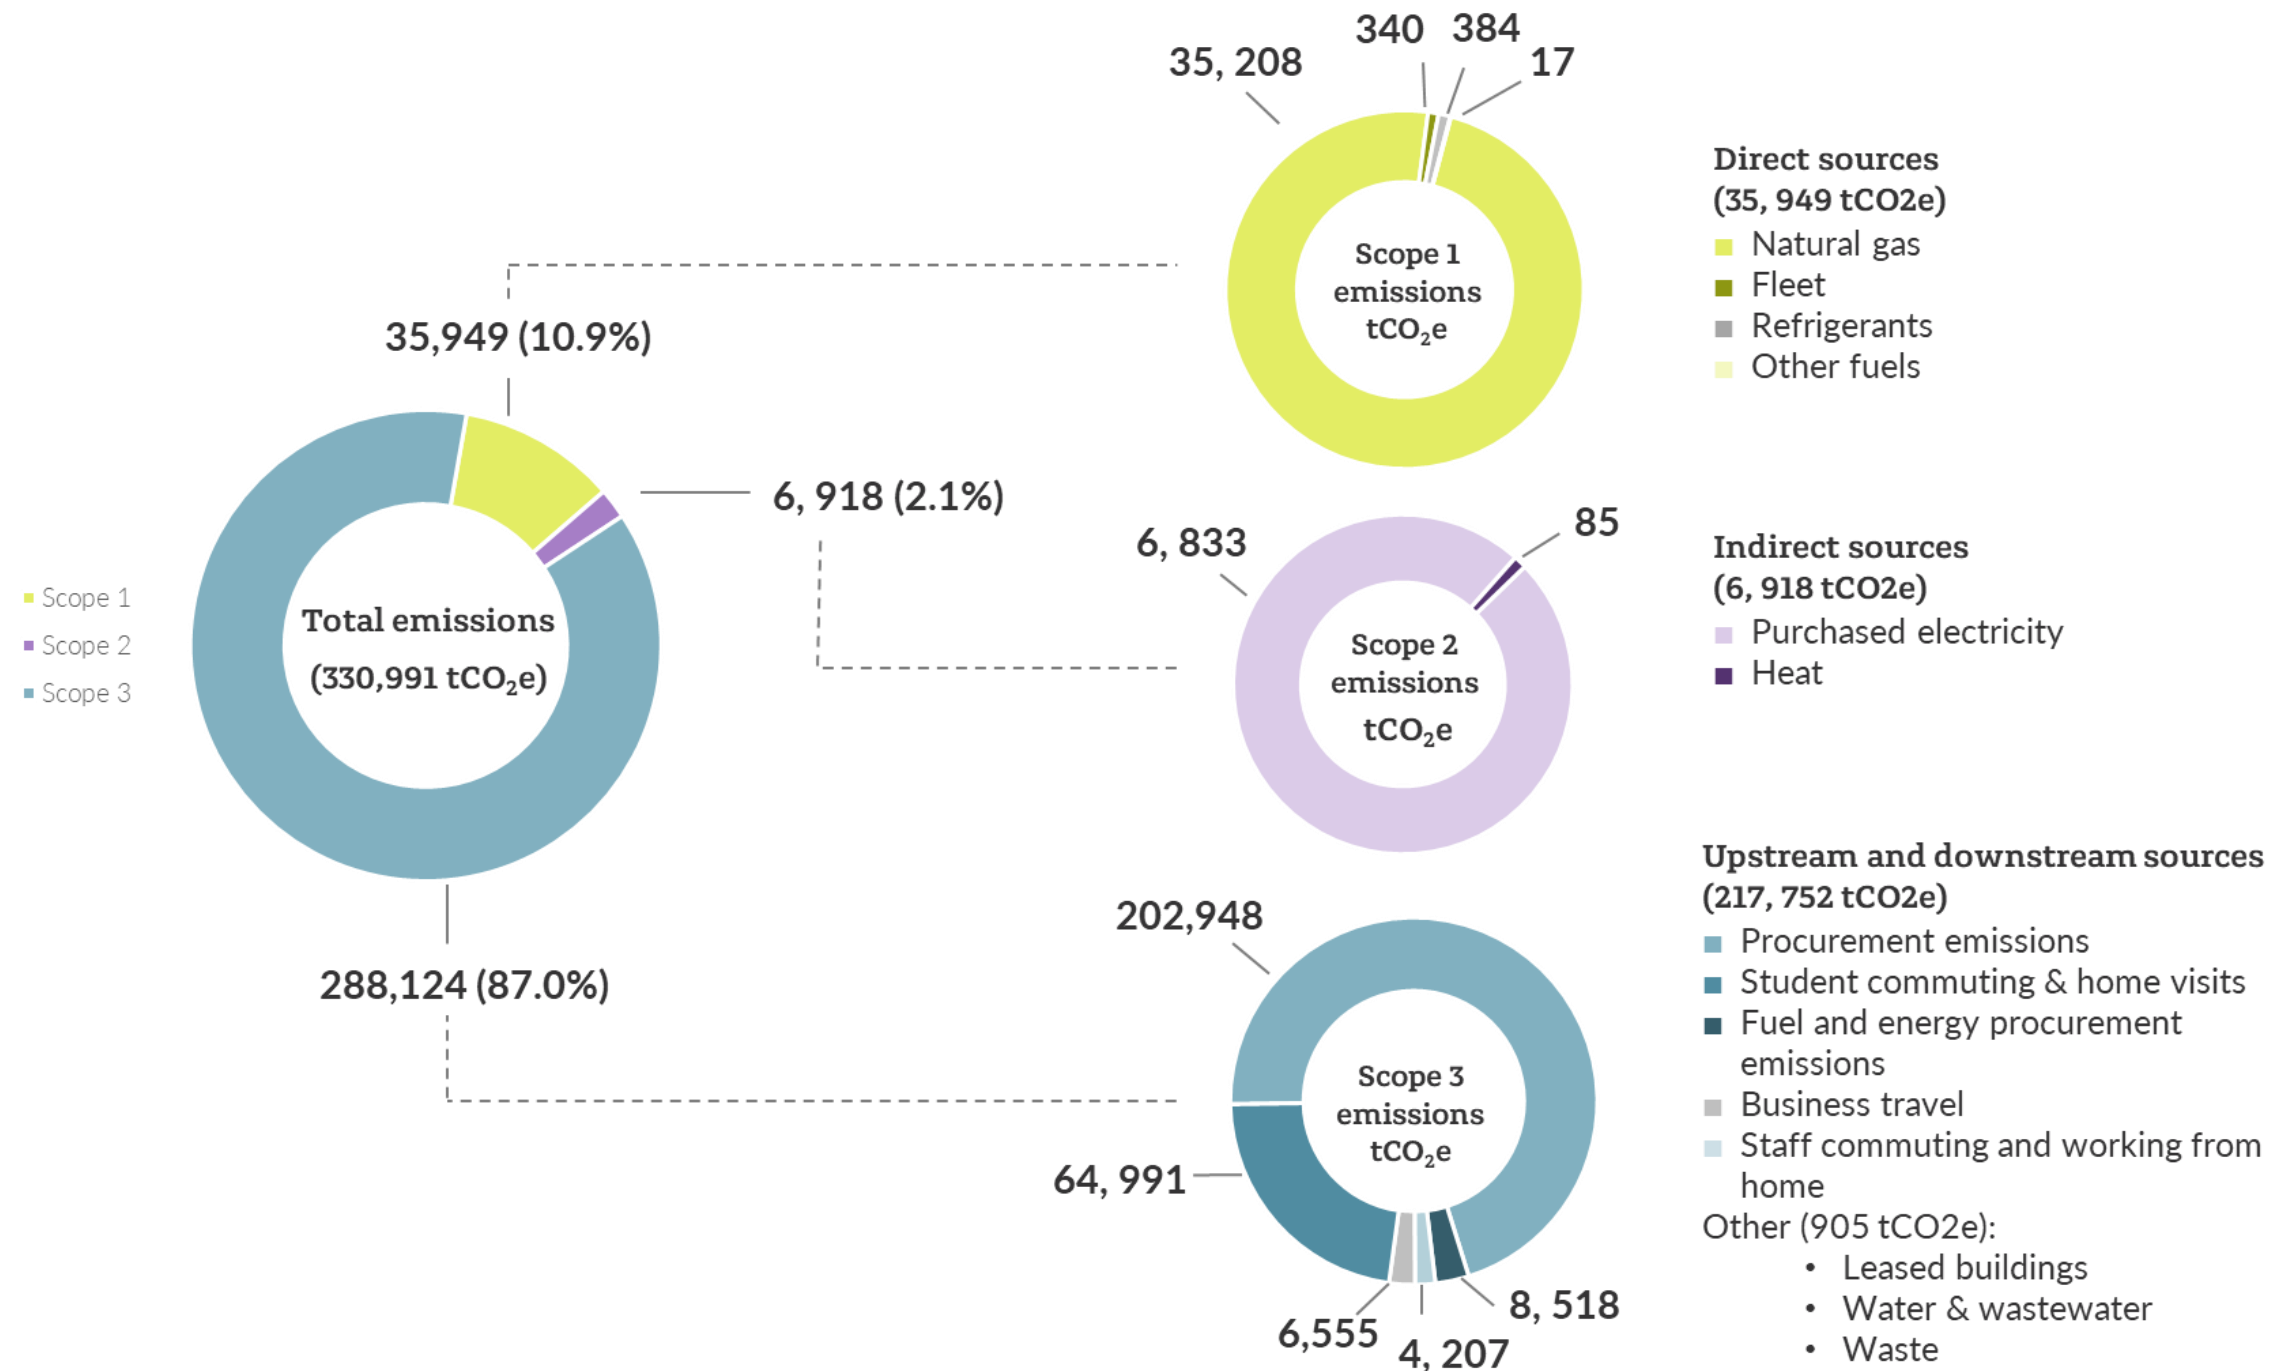 340 384
35, 208 17
Scope 1
emissions
tCO₂e
Direct sources
(35, 949 tCO2e)
Natural gas
Fleet
Refrigerants
Other fuels
35,949 (10.9%)
6, 918 (2.1%)
Scope 1
Scope 2
Scope 3
Total emissions
(330,991 tCO₂e)
288,124 (87.0%)
6, 833
85
Scope 2
emissions
tCO₂e
Indirect sources
(6, 918 tCO2e)
Purchased electricity
Heat
202,948
64, 991
6,555
4, 207
8, 518
Scope 3
emissions
tCO₂e
Upstream and downstream sources
(217, 752 tCO2e)
Procurement emissions
Student commuting & home visits
Fuel and energy procurement
emissions
Business travel
Staff commuting and working from
home
Other (905 tCO2e):
• Leased buildings
• Water & wastewater
• Waste